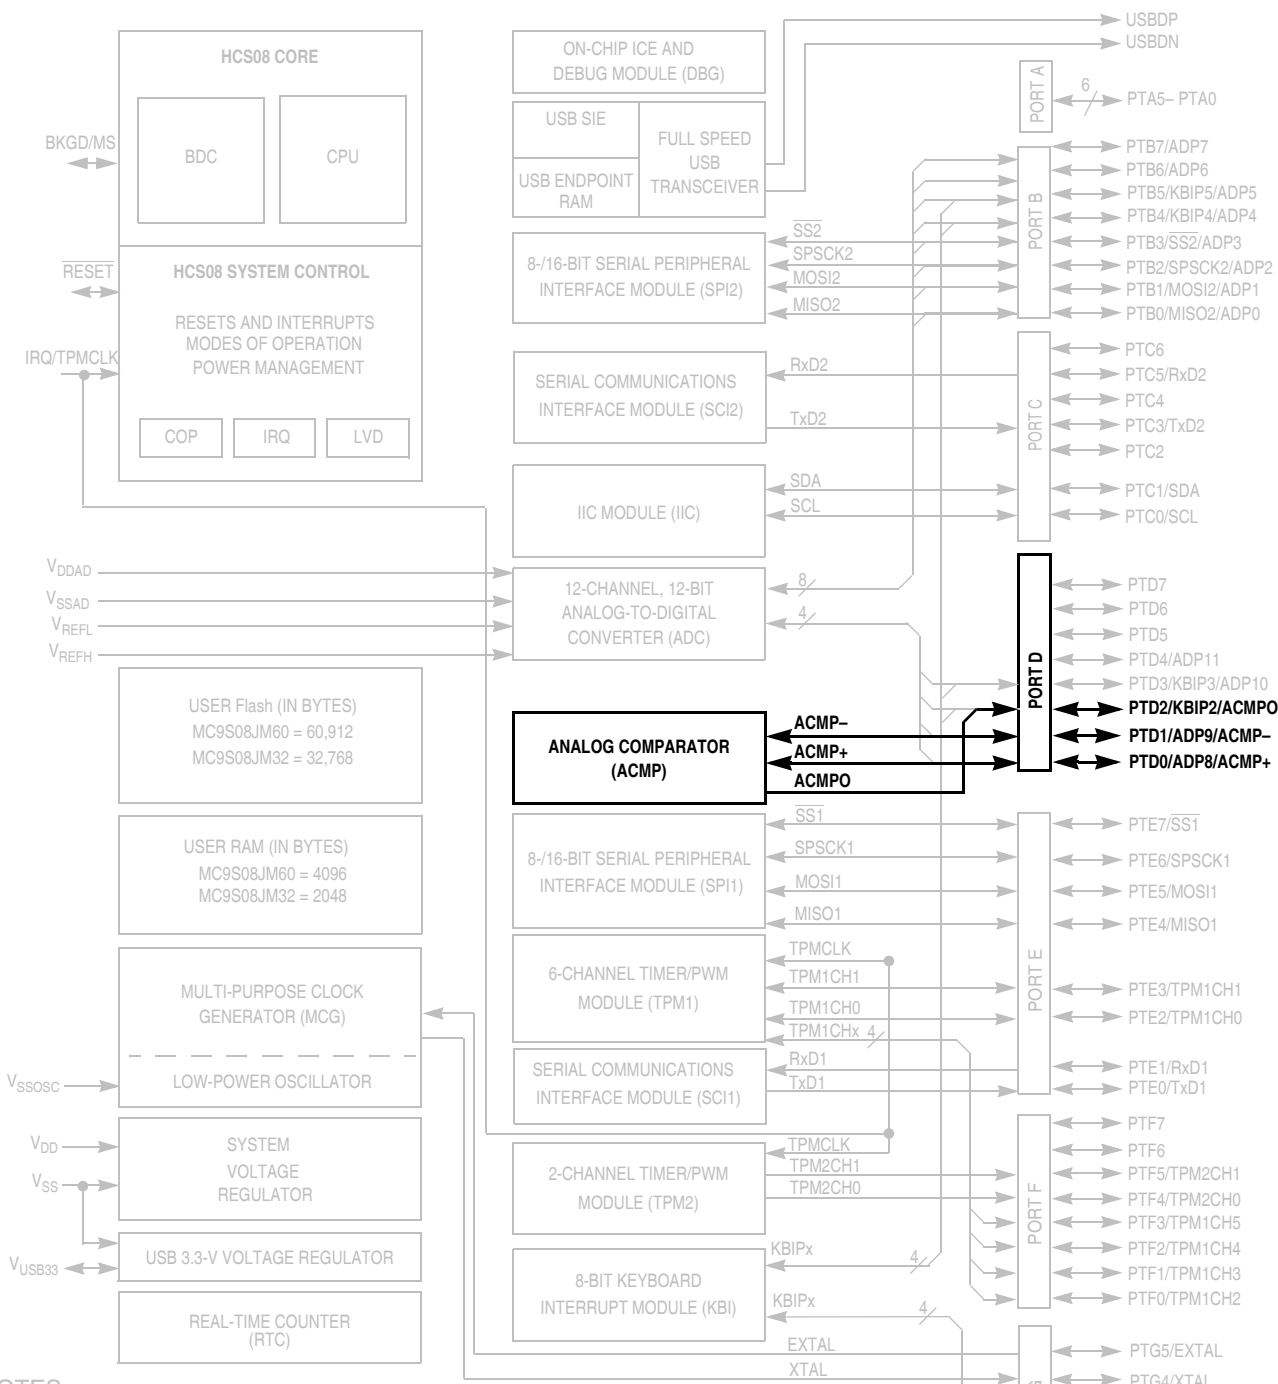 HCS08 CORE
BDC
CPU
BKGD/MS
HCS08 SYSTEM CONTROL
RESET
RESETS AND INTERRUPTS
MODES OF OPERATION
POWER MANAGEMENT
IRQ/TPMCLK
COP
IRQ
LVD
VDDAD
VSSAD
VREFL
VREFH
USER Flash (IN BYTES)
MC9S08JM60 = 60,912
MC9S08JM32 = 32,768
USER RAM (IN BYTES)
MC9S08JM60 = 4096
MC9S08JM32 = 2048
MULTI-PURPOSE CLOCK
GENERATOR (MCG)
LOW-POWER OSCILLATOR
VSSOSC
VDD
VSS
SYSTEM
VOLTAGE
REGULATOR
VUSB33
USB 3.3-V VOLTAGE REGULATOR
REAL-TIME COUNTER
(RTC)
ON-CHIP ICE AND
DEBUG MODULE (DBG)
USB SIE
USB ENDPOINT
RAM
FULL SPEED
USB
TRANSCEIVER
8-/16-BIT SERIAL PERIPHERAL
INTERFACE MODULE (SPI2)
SS2
SPSCK2
MOSI2
MISO2
SERIAL COMMUNICATIONS
INTERFACE MODULE (SCI2)
RxD2
TxD2
IIC MODULE (IIC)
SDA
SCL
12-CHANNEL, 12-BIT
ANALOG-TO-DIGITAL
CONVERTER (ADC)
8
4
ANALOG COMPARATOR
(ACMP)
ACMP–
ACMP+
ACMPO
8-/16-BIT SERIAL PERIPHERAL
INTERFACE MODULE (SPI1)
SS1
SPSCK1
MOSI1
MISO1
6-CHANNEL TIMER/PWM
MODULE (TPM1)
TPMCLK
TPM1CH1
TPM1CH0
TPM1CHx 4
SERIAL COMMUNICATIONS
INTERFACE MODULE (SCI1)
RxD1
TxD1
2-CHANNEL TIMER/PWM
MODULE (TPM2)
TPMCLK
TPM2CH1
TPM2CH0
8-BIT KEYBOARD
INTERRUPT MODULE (KBI)
KBIPx
4
KBIPx
4
EXTAL
XTAL
USBDP
USBDN
PORT A
6
PTA5– PTA0
PORT B
PTB7/ADP7
PTB6/ADP6
PTB5/KBIP5/ADP5
PTB4/KBIP4/ADP4
PTB3/SS2/ADP3
PTB2/SPSCK2/ADP2
PTB1/MOSI2/ADP1
PTB0/MISO2/ADP0
PORT C
PTC6
PTC5/RxD2
PTC4
PTC3/TxD2
PTC2
PTC1/SDA
PTC0/SCL
PORT D
PTD7
PTD6
PTD5
PTD4/ADP11
PTD3/KBIP3/ADP10
PTD2/KBIP2/ACMPO
PTD1/ADP9/ACMP–
PTD0/ADP8/ACMP+
PORT E
PTE7/SS1
PTE6/SPSCK1
PTE5/MOSI1
PTE4/MISO1
PTE3/TPM1CH1
PTE2/TPM1CH0
PTE1/RxD1
PTE0/TxD1
PORT F
PTF7
PTF6
PTF5/TPM2CH1
PTF4/TPM2CH0
PTF3/TPM1CH5
PTF2/TPM1CH4
PTF1/TPM1CH3
PTF0/TPM1CH2
PTG5/EXTAL
PTG4/XTAL